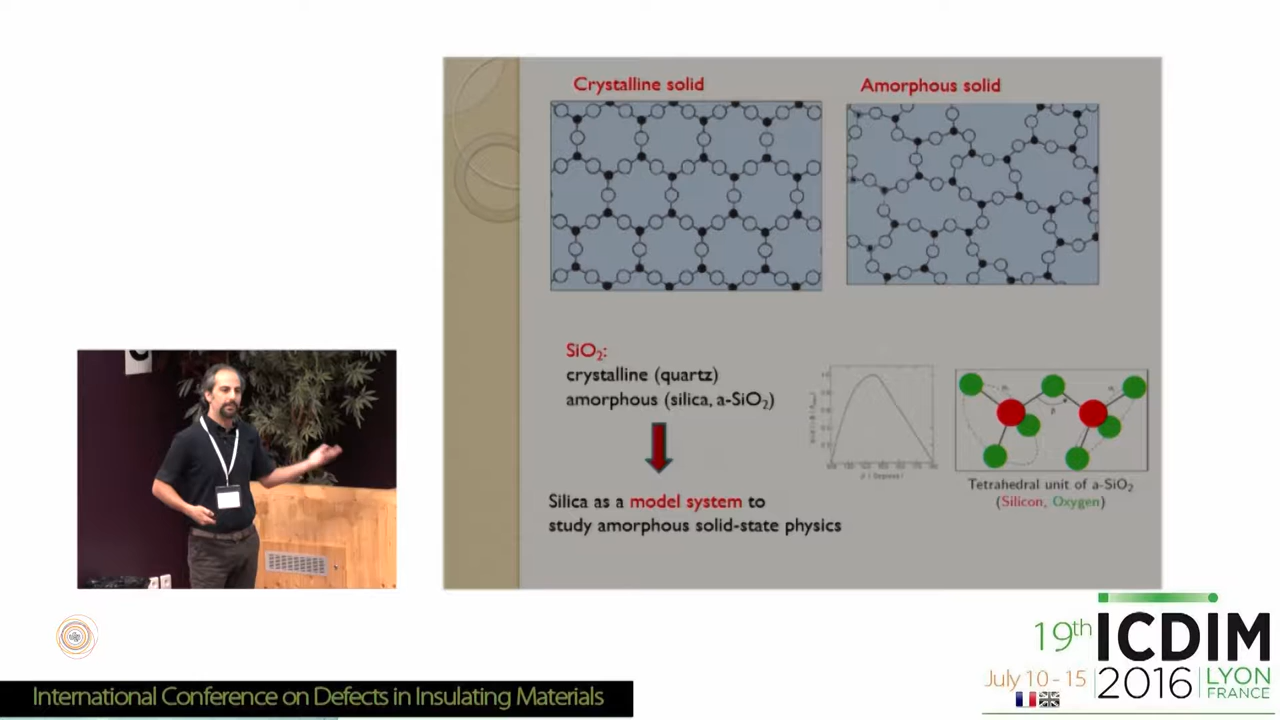 Crystalline solid
Amorphous solid
SiO₂:
crystalline (quartz)
amorphous (silica, a-SiO₂)
Silica as a model system to
study amorphous solid-state physics
Tetrahedral unit of a-SiO₂
(Silicon, Oxygen)
19th ICDIM
July 10 - 15 2016 LYON
FRANCE
International Conference on Defects in Insulating Materials